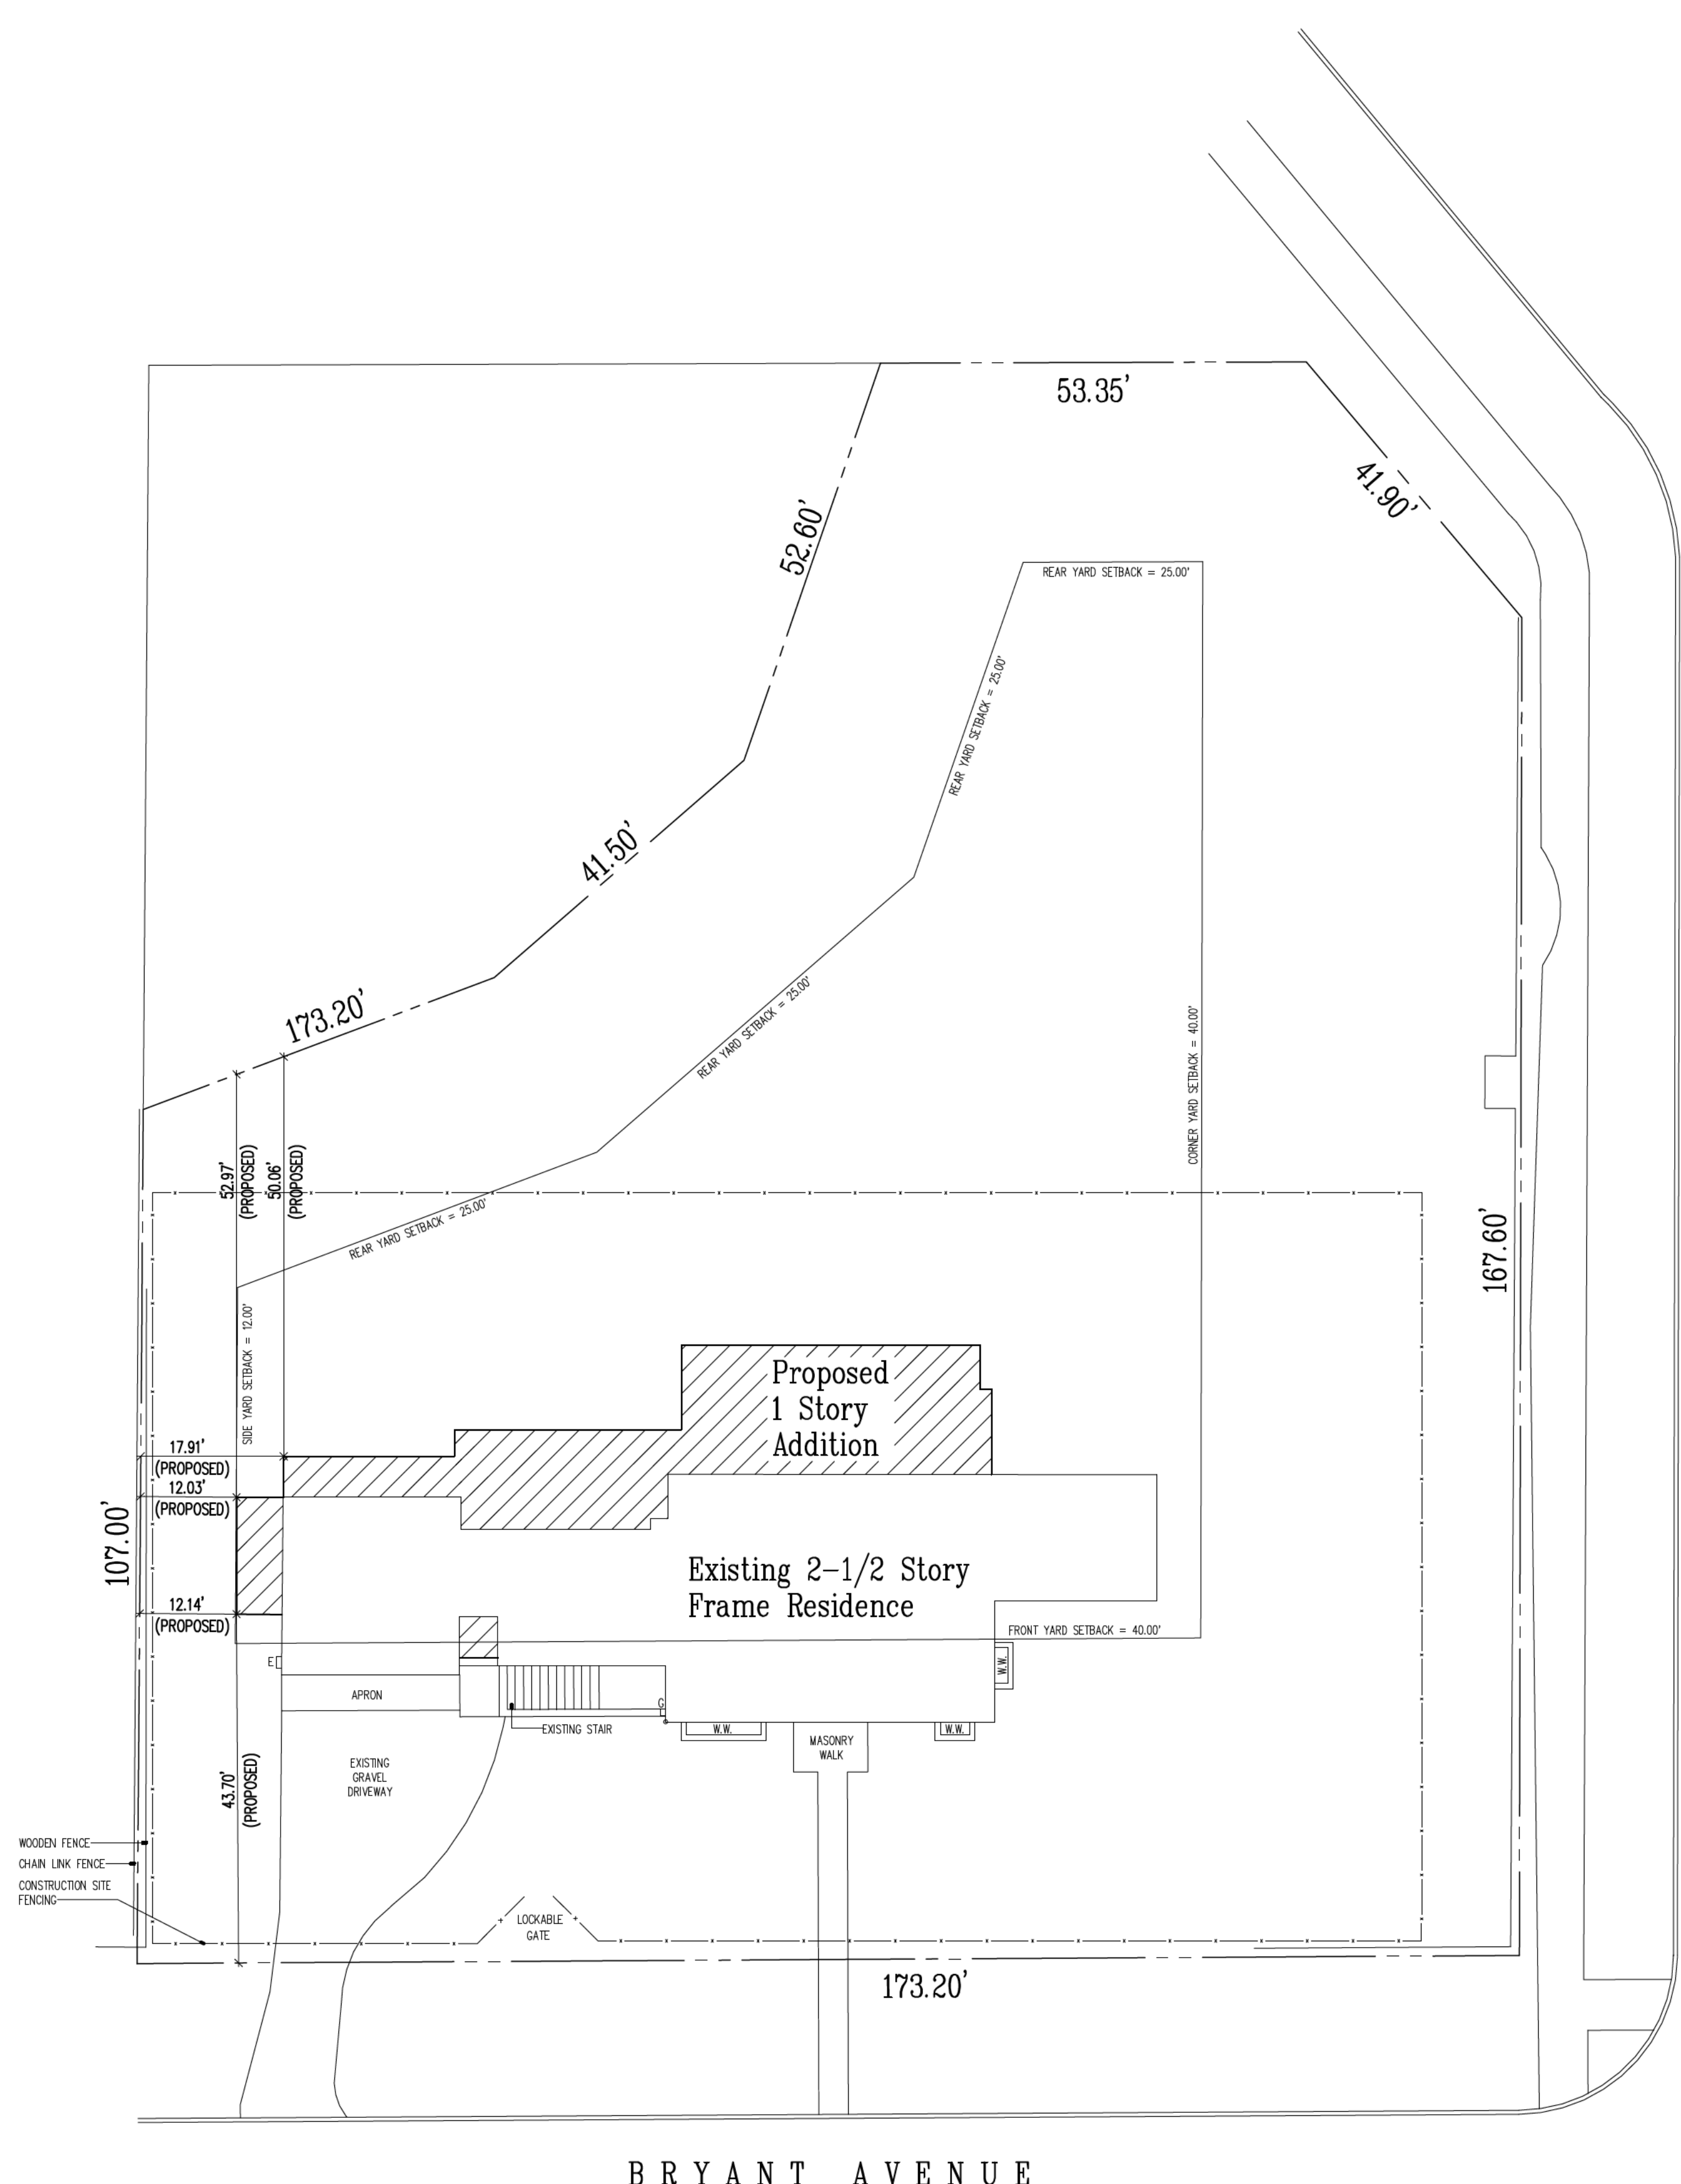 53.35'
41.90'
52.60'
REAR YARD SETBACK = 25.00'
REAR YARD SETBACK = 25.00'
41.50'
173.20'
REAR YARD SETBACK = 25.00'
CORNER YARD SETBACK = 40.00'
52.97'
(PROPOSED)
50.06'
(PROPOSED)
REAR YARD SETBACK = 25.00'
167.60'
SIDE YARD SETBACK = 12.00'
Proposed
1 Story
Addition
17.91'
(PROPOSED)
12.03'
(PROPOSED)
107.00'
Existing 2-1/2 Story
Frame Residence
12.14'
(PROPOSED)
FRONT YARD SETBACK = 40.00'
E
W.W.
APRON
G
EXISTING STAIR
W.W.
W.W.
MASONRY
WALK
EXISTING
GRAVEL
DRIVEWAY
43.70'
(PROPOSED)
WOODEN FENCE
CHAIN LINK FENCE
CONSTRUCTION SITE
FENCING
LOCKABLE
GATE
173.20'
BRYANT AVENUE